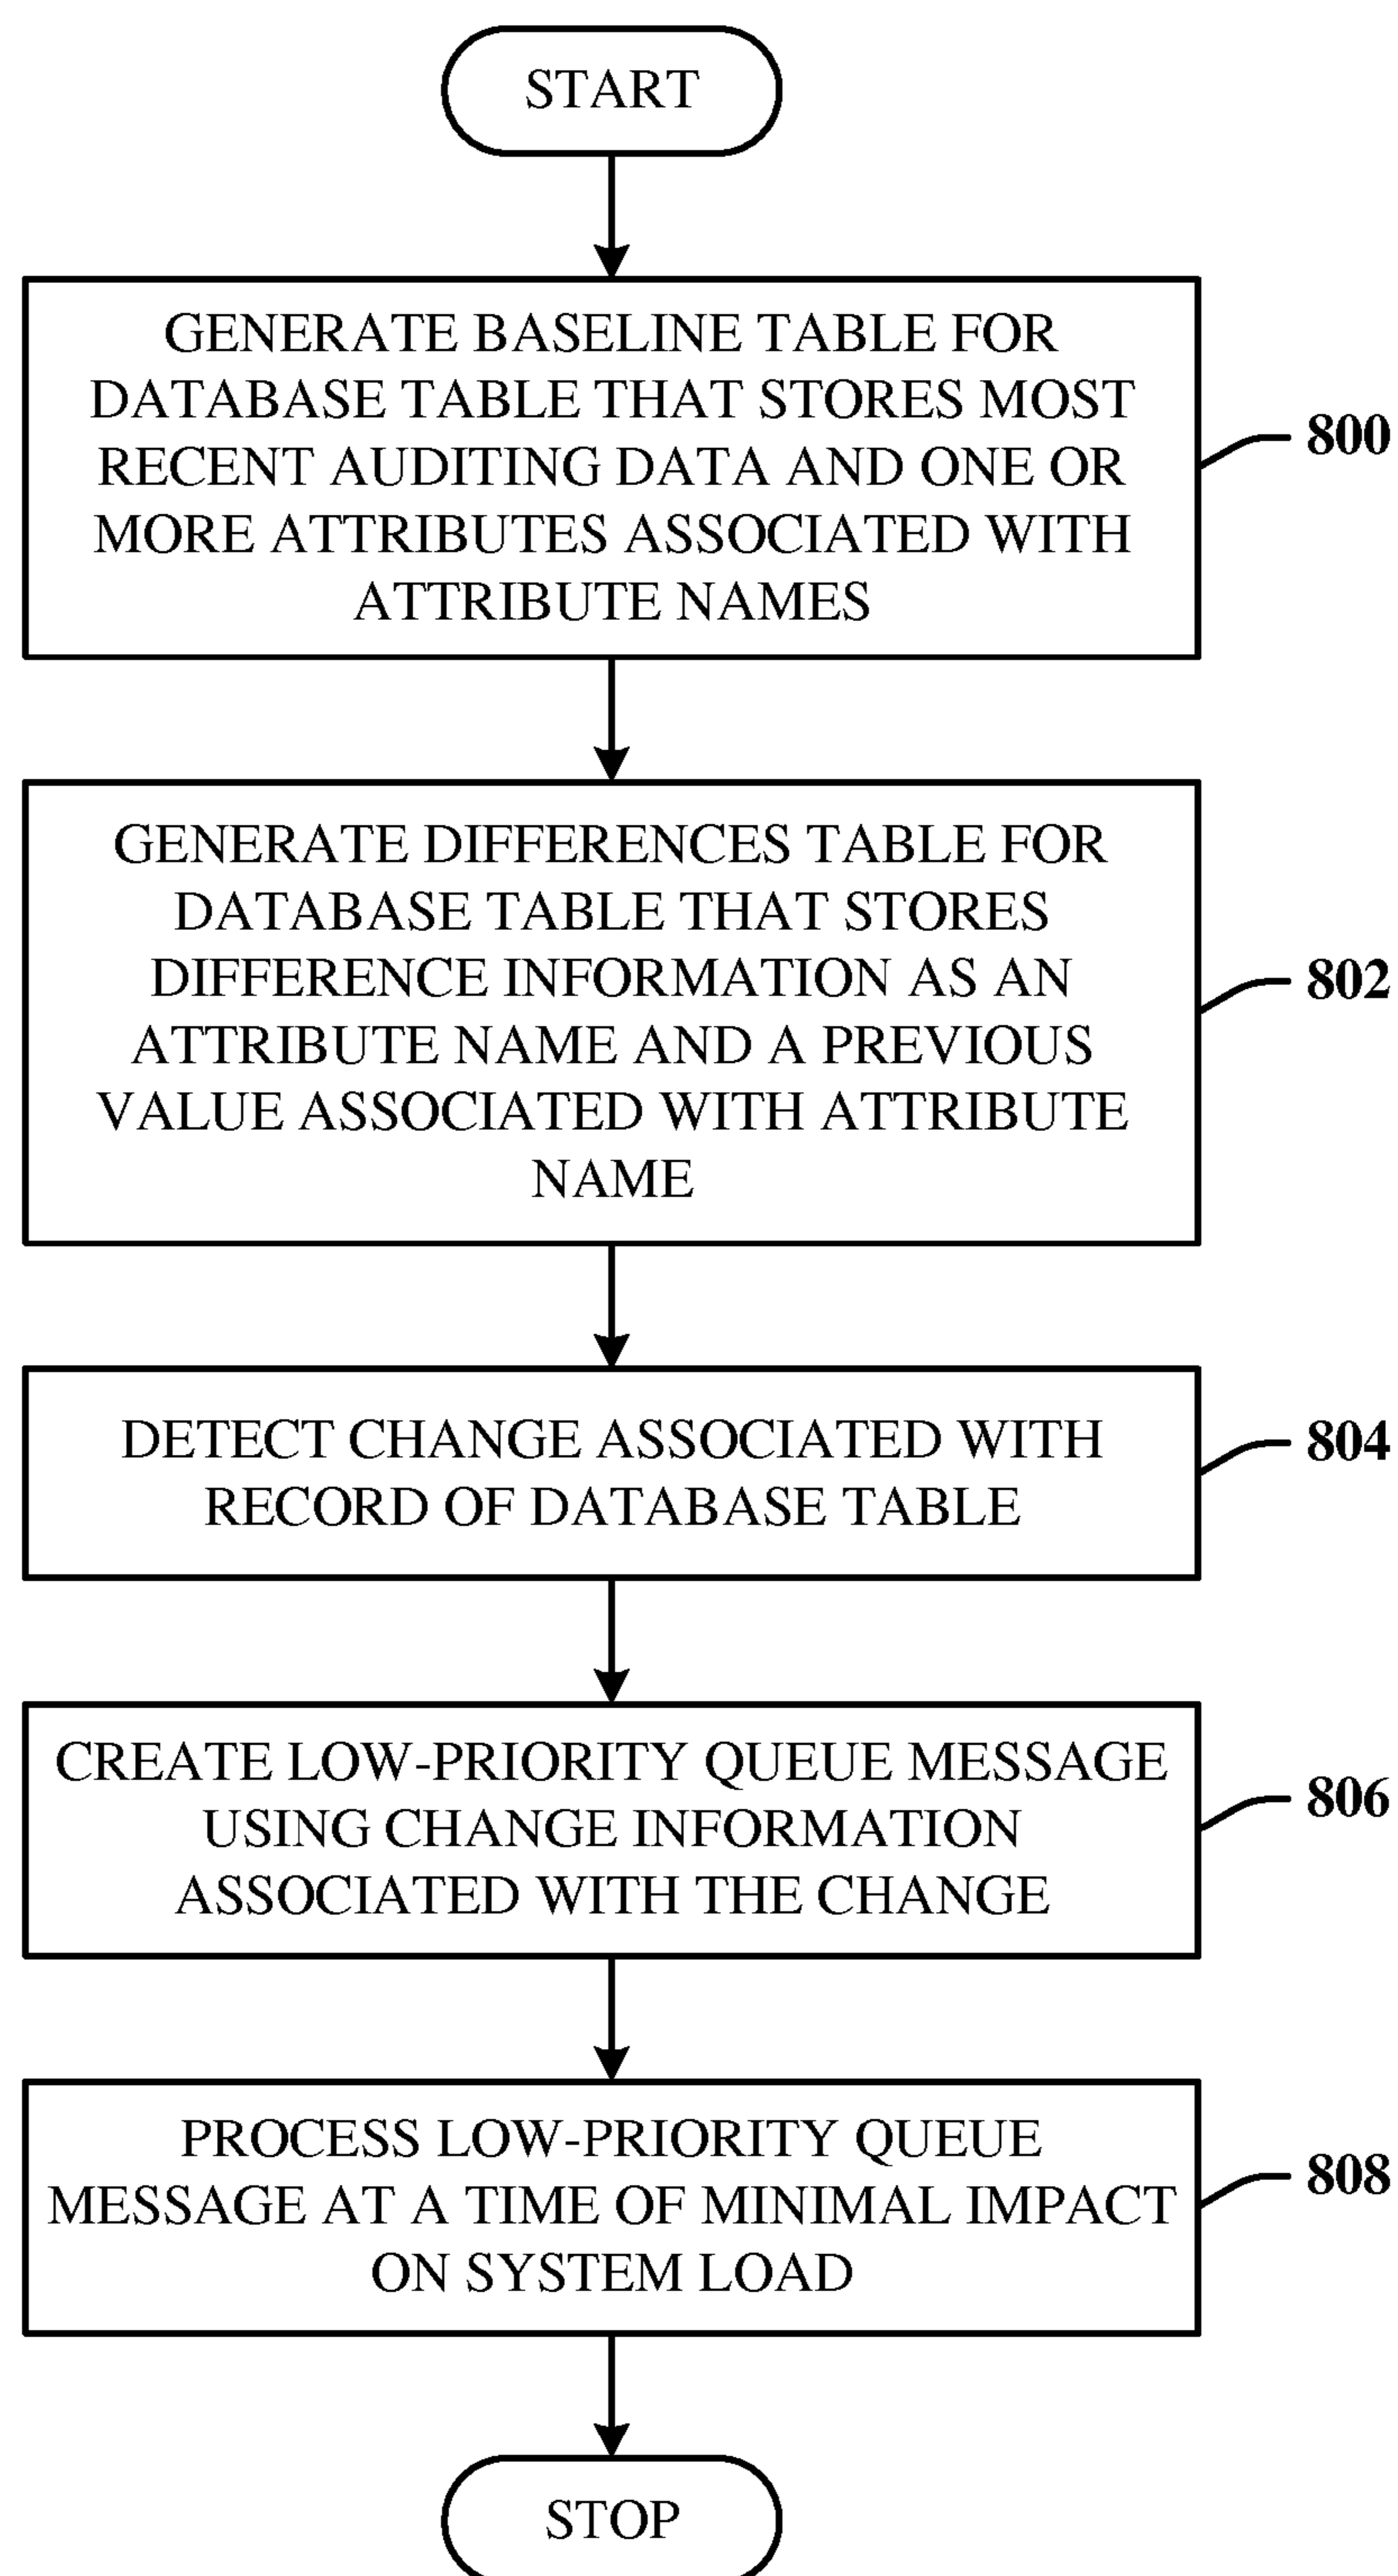 START
GENERATE BASELINE TABLE FOR
DATABASE TABLE THAT STORES MOST
RECENT AUDITING DATA AND ONE OR
MORE ATTRIBUTES ASSOCIATED WITH
ATTRIBUTE NAMES
800
GENERATE DIFFERENCES TABLE FOR
DATABASE TABLE THAT STORES
DIFFERENCE INFORMATION AS AN
ATTRIBUTE NAME AND A PREVIOUS
VALUE ASSOCIATED WITH ATTRIBUTE
NAME
802
DETECT CHANGE ASSOCIATED WITH
RECORD OF DATABASE TABLE
804
CREATE LOW-PRIORITY QUEUE MESSAGE
USING CHANGE INFORMATION
ASSOCIATED WITH THE CHANGE
806
PROCESS LOW-PRIORITY QUEUE
MESSAGE AT A TIME OF MINIMAL IMPACT
ON SYSTEM LOAD
808
STOP